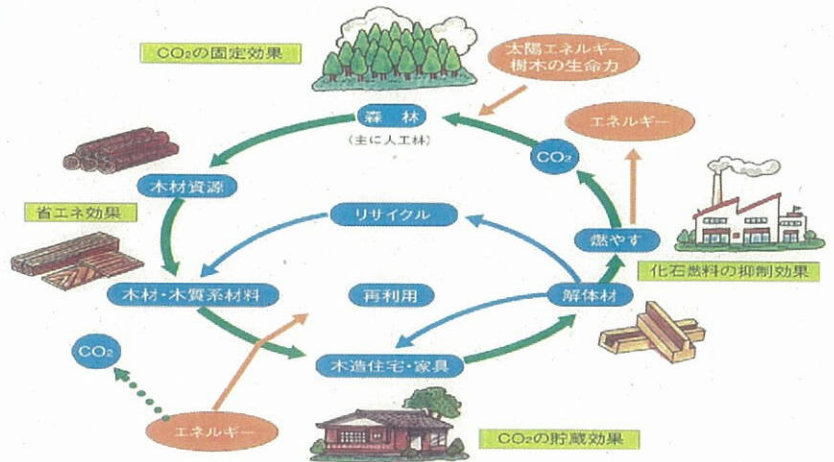 CO₂の固定効果
太陽エネルギー
樹木の生命力
森 林
(主に人工林)
エネルギー
CO₂
木材資源
省エネ効果
リサイクル
燃やす
化石燃料の抑制効果
木材・木質系材料
再利用
解体材
CO₂
木造住宅・家具
エネルギー
CO₂の貯蔵効果